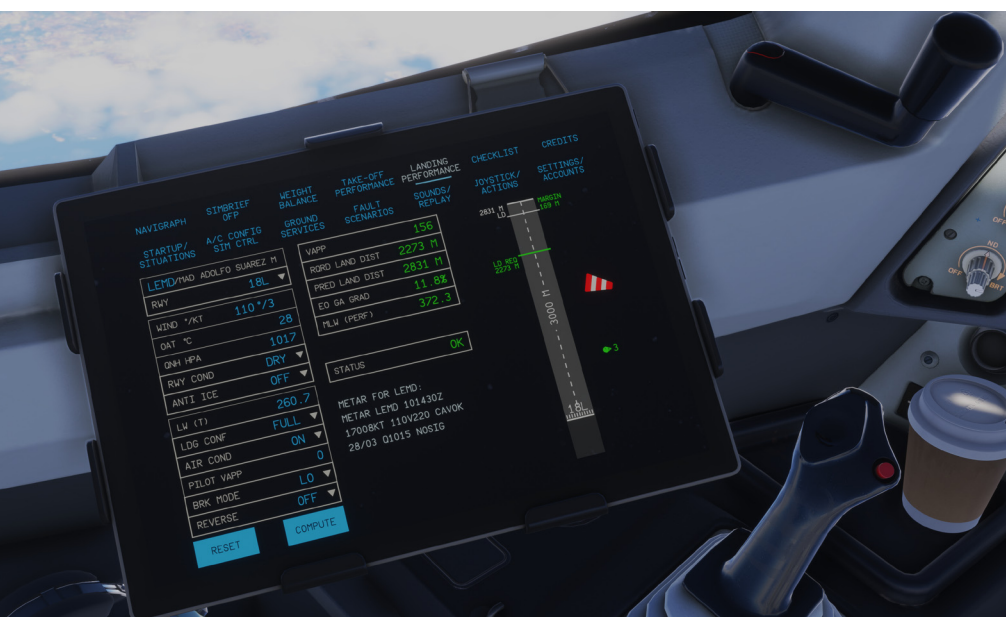 NAVIGRAPH
SIMBRIEF OFP
WEIGHT BALANCE
TAKE-OFF PERFORMANCE
LANDING PERFORMANCE
CHECKLIST
CREDITS
STARTUP/ SITUATIONS
A/C CONFIG SIM CTRL
GROUND SERVICES
FAULT SCENARIOS
SOUNDS/ REPLAY
JOYSTICK/ ACTIONS
SETTINGS/ ACCOUNTS
LEMD/MAD ADOLFO SUAREZ M
RWY 18L
WIND °/KT 110°/3
OAT °C 28
QNH HPA 1017
RWY COND DRY
ANTI ICE OFF
LW (T) 260.7
LDG CONF FULL
AIR COND ON
PILOT VAPP 0
BRK MODE LO
REVERSE OFF
RESET
COMPUTE
VAPP 156
RQRD LAND DIST 2273 M
PRED LAND DIST 2831 M
EO GA GRAD 11.8%
MLW (PERF) 372.3
STATUS OK
METAR FOR LEMD:
METAR LEMD 101430Z
17008KT 110V220 CAVOK
28/03 Q1015 NOSIG
2831 M
LD
MARGIN
169 M
LD REQ
2273 M
3000 M
3
18L
ND
OFF
BRT
OFF